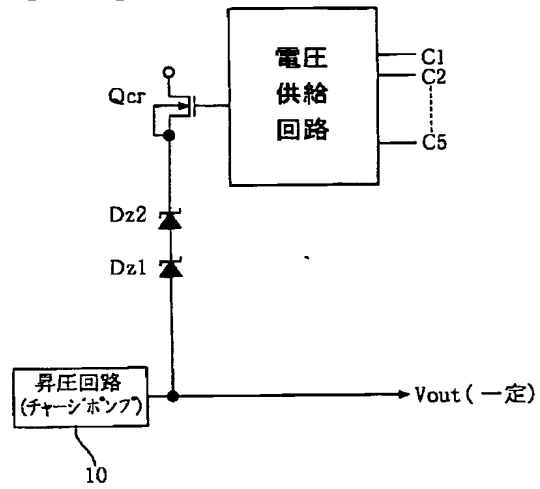 電圧
供給
回路
C1
C2
C5
Qcr
Dz2
Dz1
昇圧回路
(チャージポンプ)
Vout(一定)
10